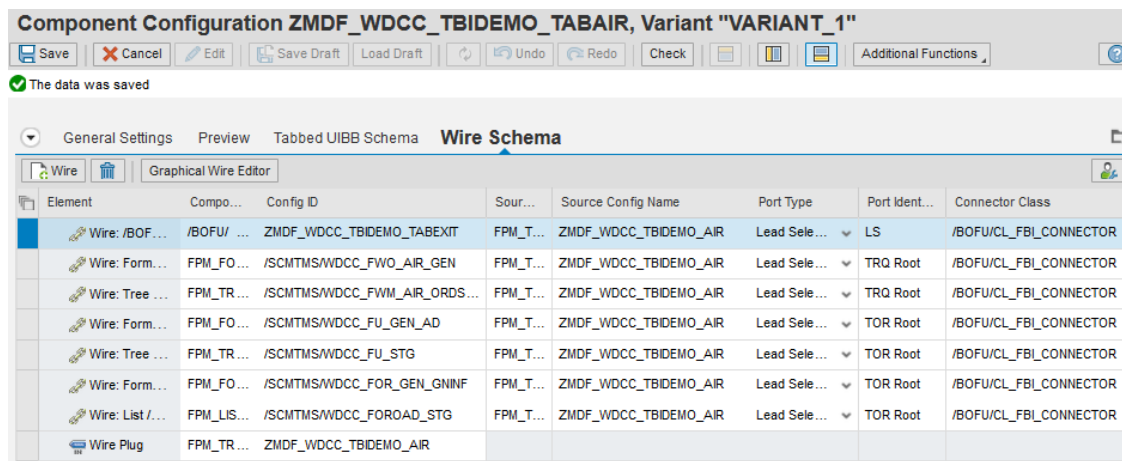 Component Configuration ZMDF_WDCC_TBIDEMO_TABAIR, Variant "VARIANT_1"
Save Cancel Edit Save Draft Load Draft Undo Redo Check Additional Functions
The data was saved
General Settings Preview Tabbed UIBB Schema Wire Schema
Wire Graphical Wire Editor
Element Compo... Config ID Sour... Source Config Name Port Type Port Ident... Connector Class
Wire: /BOF... /BOFU/ ... ZMDF_WDCC_TBIDEMO_TABEXIT FPM_T... ZMDF_WDCC_TBIDEMO_AIR Lead Sele... LS /BOFU/CL_FBI_CONNECTOR
Wire: Form... FPM_FO... /SCMTMS/WDCC_FWO_AIR_GEN FPM_T... ZMDF_WDCC_TBIDEMO_AIR Lead Sele... TRQ Root /BOFU/CL_FBI_CONNECTOR
Wire: Tree ... FPM_TR... /SCMTMS/WDCC_FWM_AIR_ORDS... FPM_T... ZMDF_WDCC_TBIDEMO_AIR Lead Sele... TRQ Root /BOFU/CL_FBI_CONNECTOR
Wire: Form... FPM_FO... /SCMTMS/WDCC_FU_GEN_AD FPM_T... ZMDF_WDCC_TBIDEMO_AIR Lead Sele... TOR Root /BOFU/CL_FBI_CONNECTOR
Wire: Tree ... FPM_TR... /SCMTMS/WDCC_FU_STG FPM_T... ZMDF_WDCC_TBIDEMO_AIR Lead Sele... TOR Root /BOFU/CL_FBI_CONNECTOR
Wire: Form... FPM_FO... /SCMTMS/WDCC_FOR_GEN_GNINF FPM_T... ZMDF_WDCC_TBIDEMO_AIR Lead Sele... TOR Root /BOFU/CL_FBI_CONNECTOR
Wire: List /... FPM_LIS... /SCMTMS/WDCC_FOROAD_STG FPM_T... ZMDF_WDCC_TBIDEMO_AIR Lead Sele... TOR Root /BOFU/CL_FBI_CONNECTOR
Wire Plug FPM_TR... ZMDF_WDCC_TBIDEMO_AIR